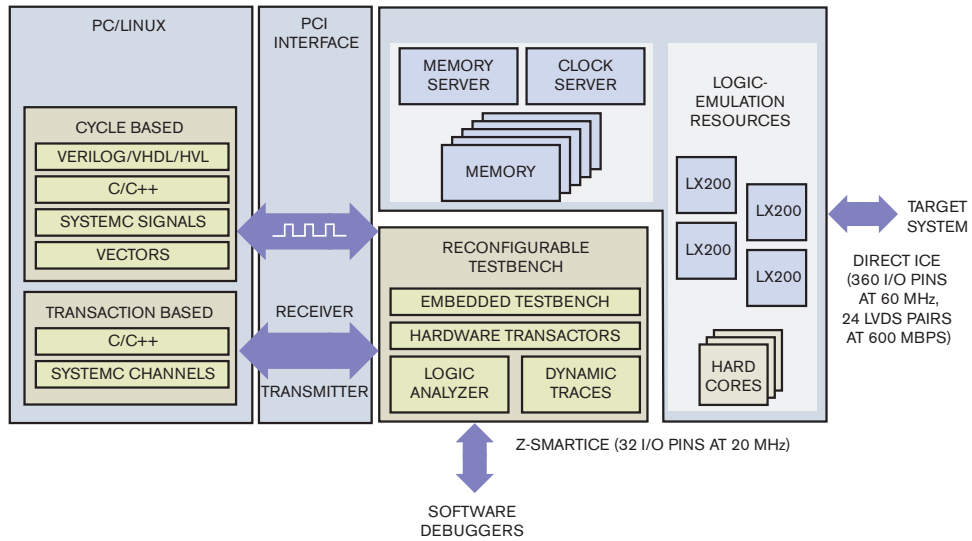 PC/LINUX
CYCLE BASED
VERILOG/VHDL/HVL
C/C++
SYSTEMC SIGNALS
VECTORS
TRANSACTION BASED
C/C++
SYSTEMC CHANNELS
PCI
INTERFACE
RECEIVER
TRANSMITTER
MEMORY
SERVER
CLOCK
SERVER
MEMORY
RECONFIGURABLE
TESTBENCH
EMBEDDED TESTBENCH
HARDWARE TRANSACTORS
LOGIC
ANALYZER
DYNAMIC
TRACES
LOGIC-
EMULATION
RESOURCES
LX200
LX200
LX200
LX200
HARD
CORES
TARGET
SYSTEM
DIRECT ICE
(360 I/O PINS
AT 60 MHz,
24 LVDS PAIRS
AT 600 MBPS)
Z-SMARTICE (32 I/O PINS AT 20 MHz)
SOFTWARE
DEBUGGERS